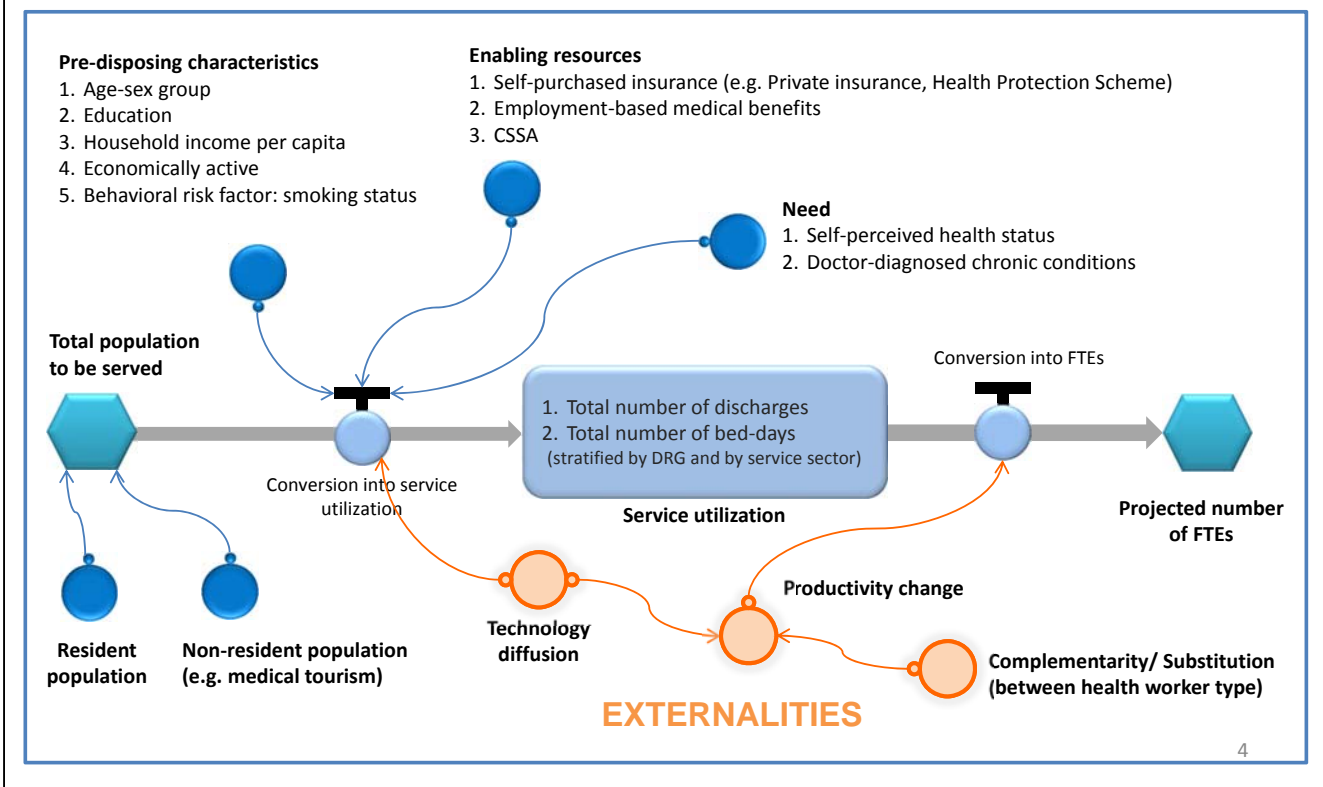 Pre-disposing characteristics
1. Age-sex group
2. Education
3. Household income per capita
4. Economically active
5. Behavioral risk factor: smoking status
Enabling resources
1. Self-purchased insurance (e.g. Private insurance, Health Protection Scheme)
2. Employment-based medical benefits
3. CSSA
Need
1. Self-perceived health status
2. Doctor-diagnosed chronic conditions
Total population
to be served
Conversion into service
utilization
1. Total number of discharges
2. Total number of bed-days
(stratified by DRG and by service sector)
Service utilization
Conversion into FTEs
Projected number
of FTEs
Resident
population
Non-resident population
(e.g. medical tourism)
Technology
diffusion
Productivity change
Complementarity/ Substitution
(between health worker type)
EXTERNALITIES
4